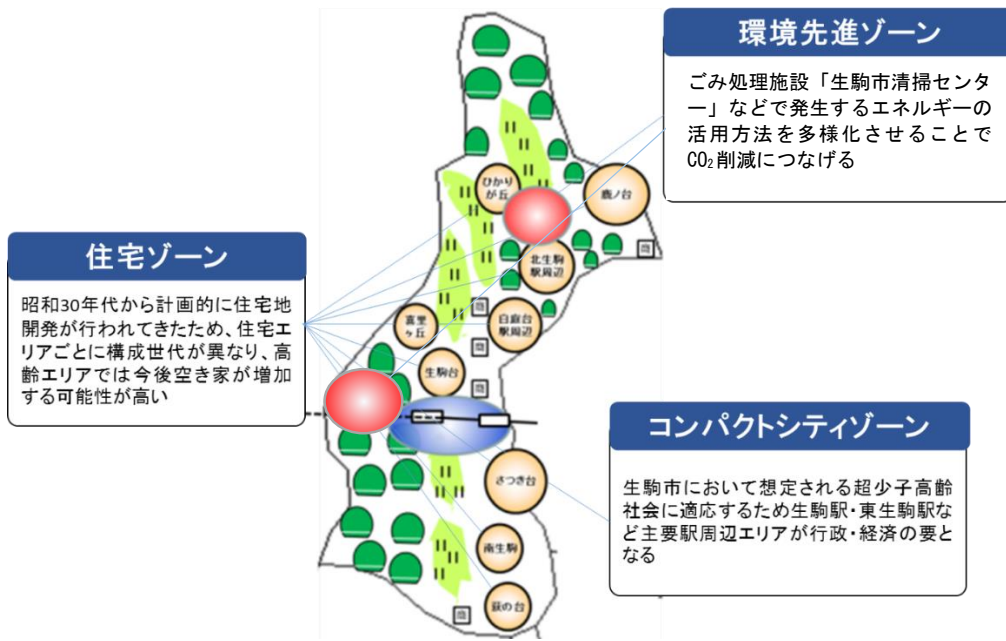 環境先進ゾーン
ごみ処理施設「生駒市清掃センタ
ー」などで発生するエネルギーの
活用方法を多様化させることで
CO₂削減につなげる
ひかり
が丘
鹿ノ台
北生駒
駅周辺
住宅ゾーン
昭和30年代から計画的に住宅地
開発が行われてきたため、住宅エ
リアごとに構成世代が異なり、高
齢エリアでは今後空き家が増加
する可能性が高い
喜里
ヶ丘
白庭台
駅周辺
生駒台
コンパクトシティゾーン
生駒市において想定される超少子高齢
社会に適応するため生駒駅・東生駒駅な
ど主要駅周辺エリアが行政・経済の要と
なる
さつき台
南生駒
萩の台